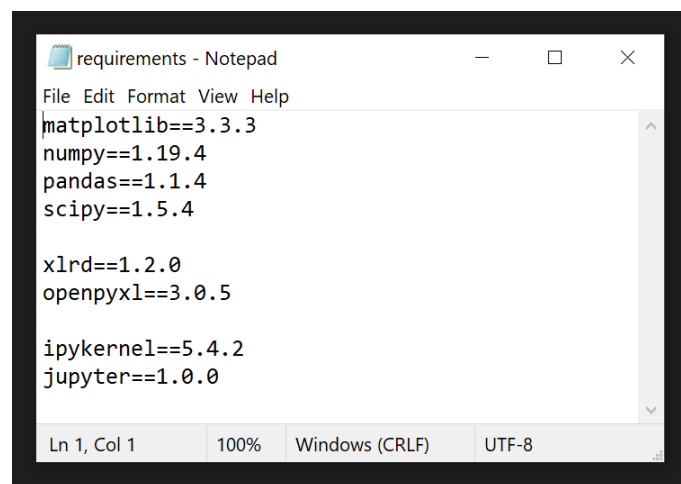 requirements - Notepad
File Edit Format View Help
matplotlib==3.3.3
numpy==1.19.4
pandas==1.1.4
scipy==1.5.4
xlrd==1.2.0
openpyxl==3.0.5
ipykernel==5.4.2
jupyter==1.0.0
Ln 1, Col 1 100% Windows (CRLF) UTF-8